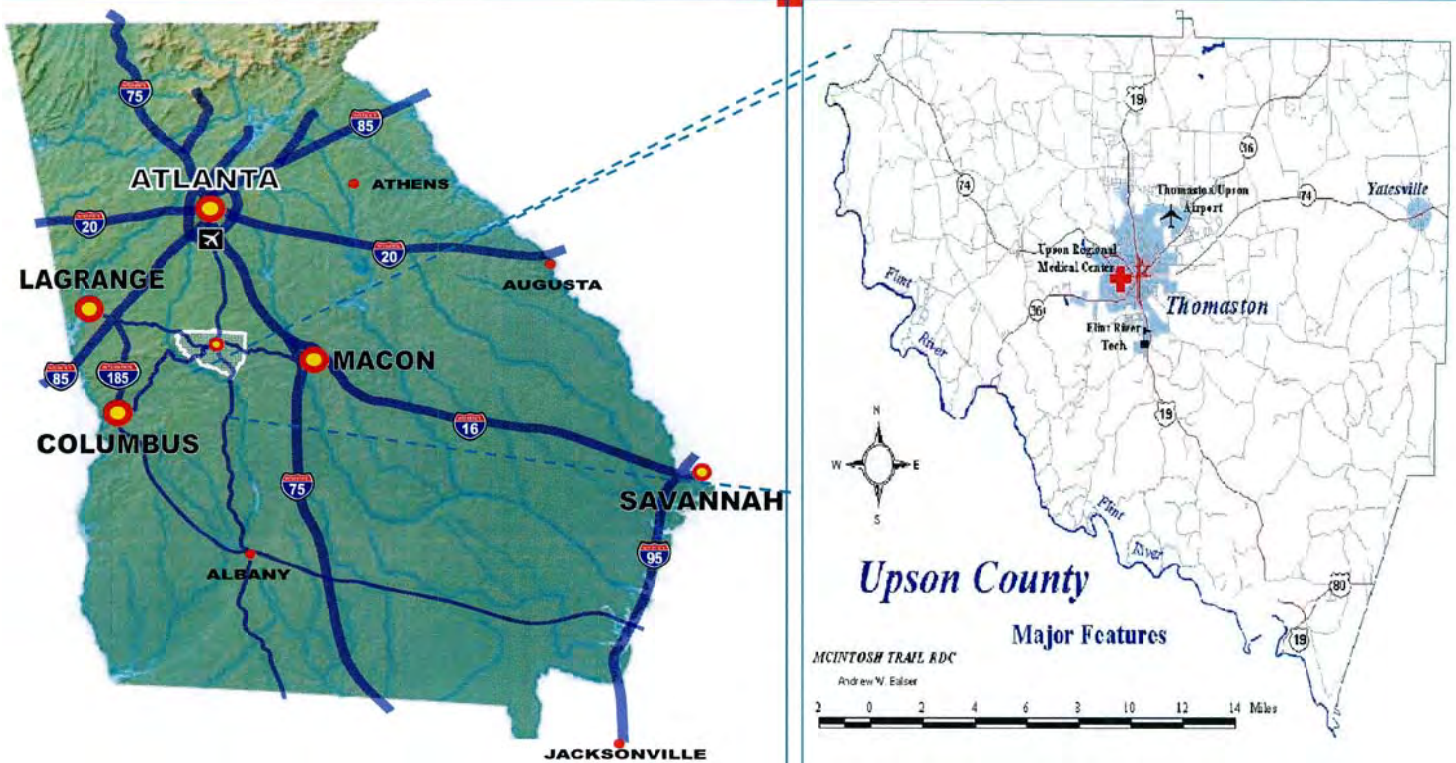 75
85
ATLANTA
ATHENS
20
20
LAGRANGE
AUGUSTA
MACON
85
185
COLUMBUS
16
75
SAVANNAH
95
ALBANY
JACKSONVILLE
19
36
74
Thomaston/Upson
Airport
74
Yatesville
Upson Regional
Medical Center
Flint
River
36
Thomaston
Flint River
Tech.
19
N
W
E
S
Flint
River
Upson County
80
Major Features
19
MCINTOSH TRAIL RDC
Andrew W. Balser
2 0 2 4 6 8 10 12 14 Miles